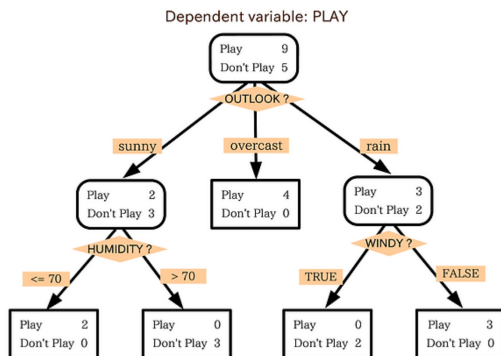 Dependent variable: PLAY
Play 9
Don't Play 5
OUTLOOK ?
sunny
overcast
rain
Play 2
Don't Play 3
Play 4
Don't Play 0
Play 3
Don't Play 2
HUMIDITY ?
WINDY ?
<= 70
> 70
TRUE
FALSE
Play 2
Don't Play 0
Play 0
Don't Play 3
Play 0
Don't Play 2
Play 3
Don't Play 0